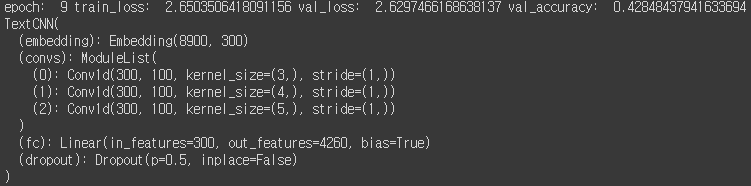 epoch:  9 train_loss:  2.6503506418091156 val_loss:  2.6297466168638137 val_accuracy:  0.42848437941633694
TextCNN(
  (embedding): Embedding(8900, 300)
  (convs): ModuleList(
    (0): Conv1d(300, 100, kernel_size=(3,), stride=(1,))
    (1): Conv1d(300, 100, kernel_size=(4,), stride=(1,))
    (2): Conv1d(300, 100, kernel_size=(5,), stride=(1,))
  )
  (fc): Linear(in_features=300, out_features=4260, bias=True)
  (dropout): Dropout(p=0.5, inplace=False)
)